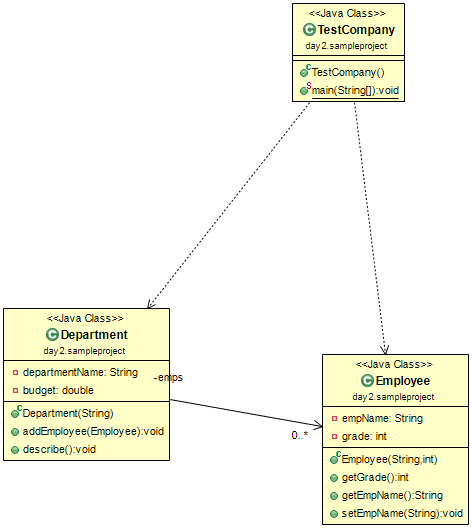 <<Java Class>>
TestCompany
day2.sampleproject
TestCompany()
main(String[]):void
<<Java Class>>
Department
day2.sampleproject
departmentName: String
budget: double
Department(String)
addEmployee(Employee):void
describe():void
-emps
0..*
<<Java Class>>
Employee
day2.sampleproject
empName: String
grade: int
Employee(String,int)
getGrade():int
getEmpName():String
setEmpName(String):void